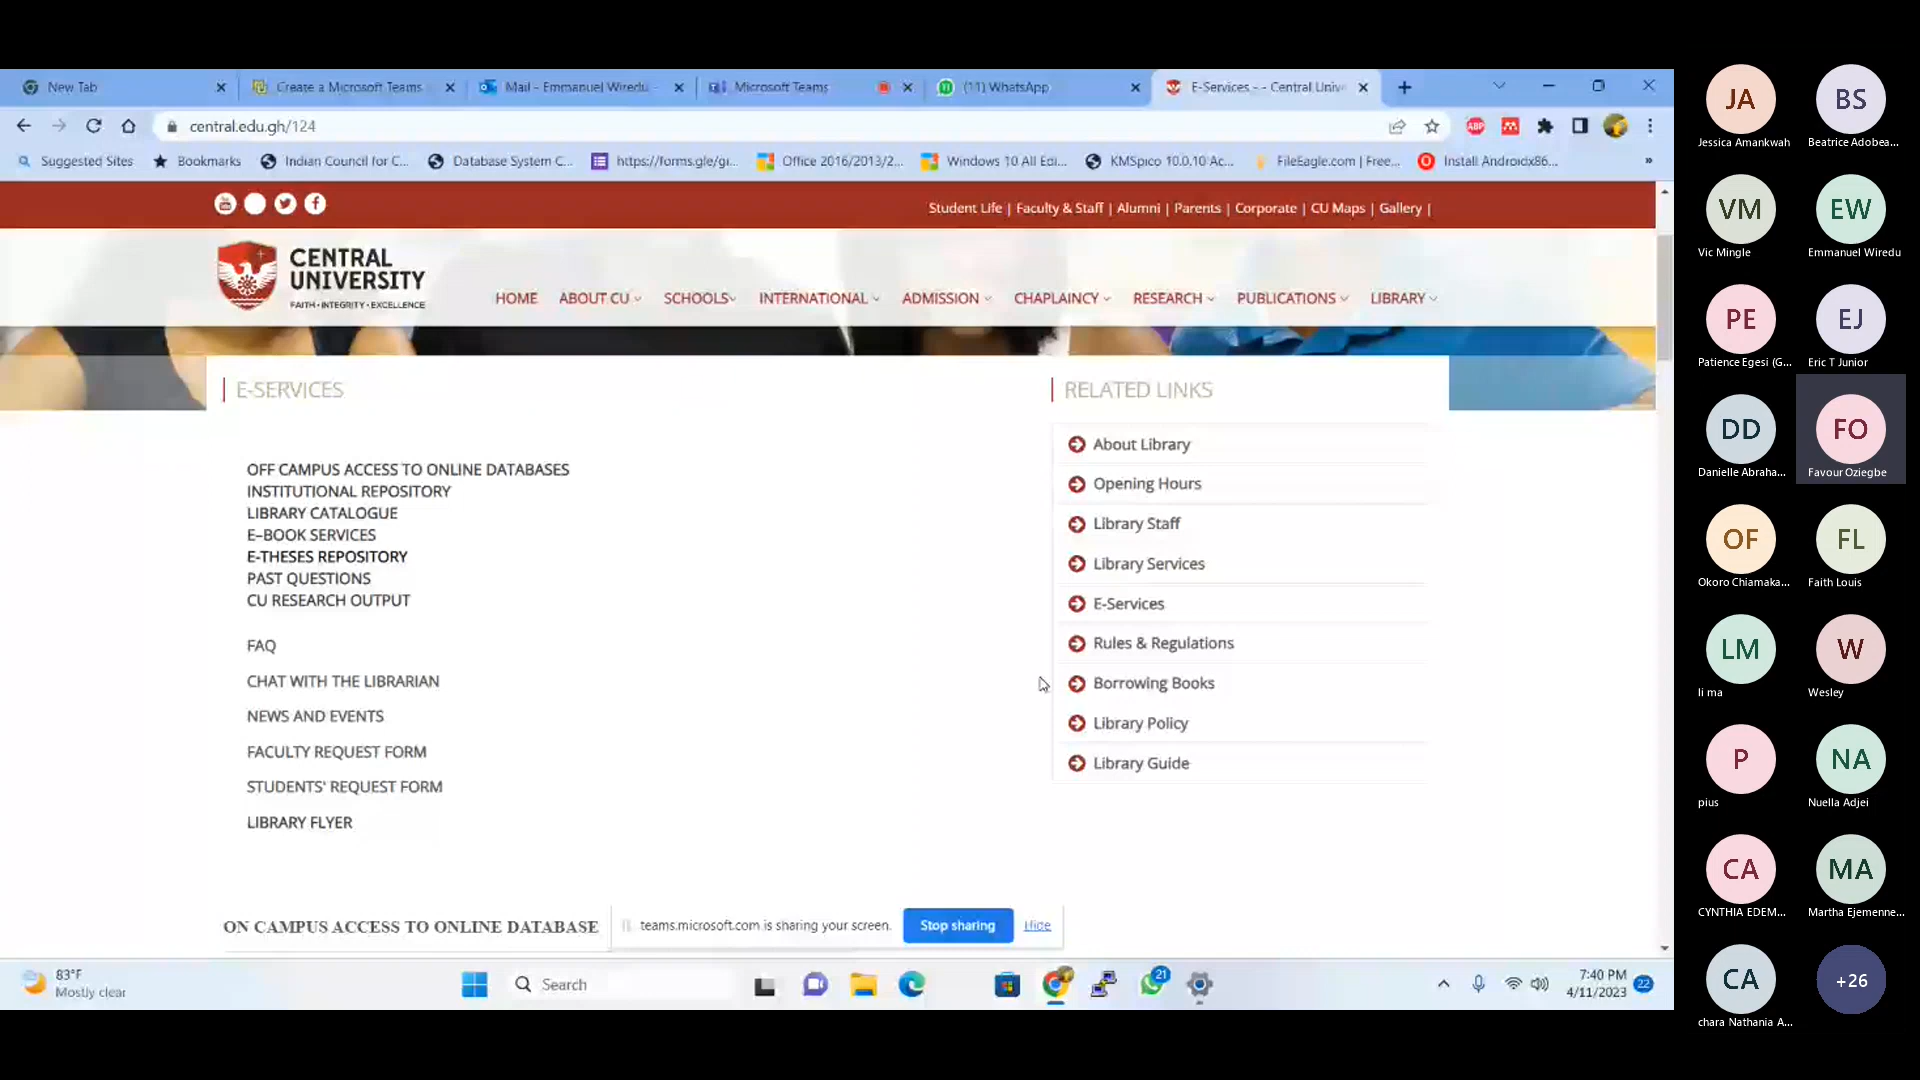 New Tab
Create a Microsoft Teams
Mail - Emmanuel Wiredu -
Microsoft Teams
(11) WhatsApp
E-Services - - Central Unive
central.edu.gh/124
ABP
Suggested Sites
Bookmarks
Indian Council for C...
Database System C...
https://forms.gle/gr...
Office 2016/2013/2...
Windows 10 All Edi...
KMSpico 10.0.10 Ac...
FileEagle.com | Free...
Install Androidx86...
»
Student Life | Faculty & Staff | Alumni | Parents | Corporate | CU Maps | Gallery |
CENTRAL
UNIVERSITY
FAITH • INTEGRITY • EXCELLENCE
HOME
ABOUT CU
SCHOOLS
INTERNATIONAL
ADMISSION
CHAPLAINCY
RESEARCH
PUBLICATIONS
LIBRARY
E-SERVICES
OFF CAMPUS ACCESS TO ONLINE DATABASES
INSTITUTIONAL REPOSITORY
LIBRARY CATALOGUE
E–BOOK SERVICES
E-THESES REPOSITORY
PAST QUESTIONS
CU RESEARCH OUTPUT
FAQ
CHAT WITH THE LIBRARIAN
NEWS AND EVENTS
FACULTY REQUEST FORM
STUDENTS' REQUEST FORM
LIBRARY FLYER
RELATED LINKS
About Library
Opening Hours
Library Staff
Library Services
E-Services
Rules & Regulations
Borrowing Books
Library Policy
Library Guide
ON CAMPUS ACCESS TO ONLINE DATABASE
teams.microsoft.com is sharing your screen.
Stop sharing
Hide
83°F
Mostly clear
Search
21
7:40 PM
4/11/2023
22
JA
Jessica Amankwah
BS
Beatrice Adobea...
VM
Vic Mingle
EW
Emmanuel Wiredu
PE
Patience Egesi (G...
EJ
Eric T Junior
DD
Danielle Abraha...
FO
Favour Oziegbe
OF
Okoro Chiamaka...
FL
Faith Louis
LM
li ma
W
Wesley
P
pius
NA
Nuella Adjei
CA
CYNTHIA EDEM...
MA
Martha Ejemenne...
CA
chara Nathania A...
+26